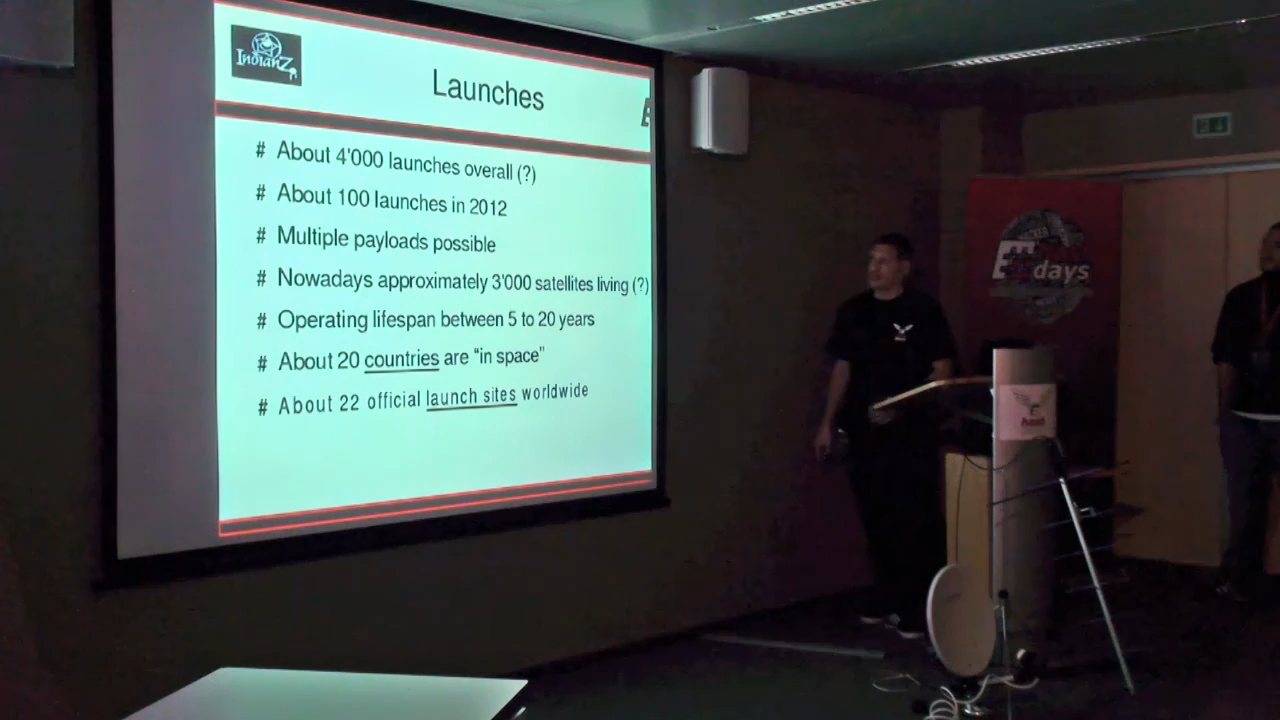 IndianZ
Launches
# About 4'000 launches overall (?)
# About 100 launches in 2012
# Multiple payloads possible
# Nowadays approximately 3'000 satellites living (?)
# Operating lifespan between 5 to 20 years
# About 20 countries are "in space"
# About 22 official launch sites worldwide
days